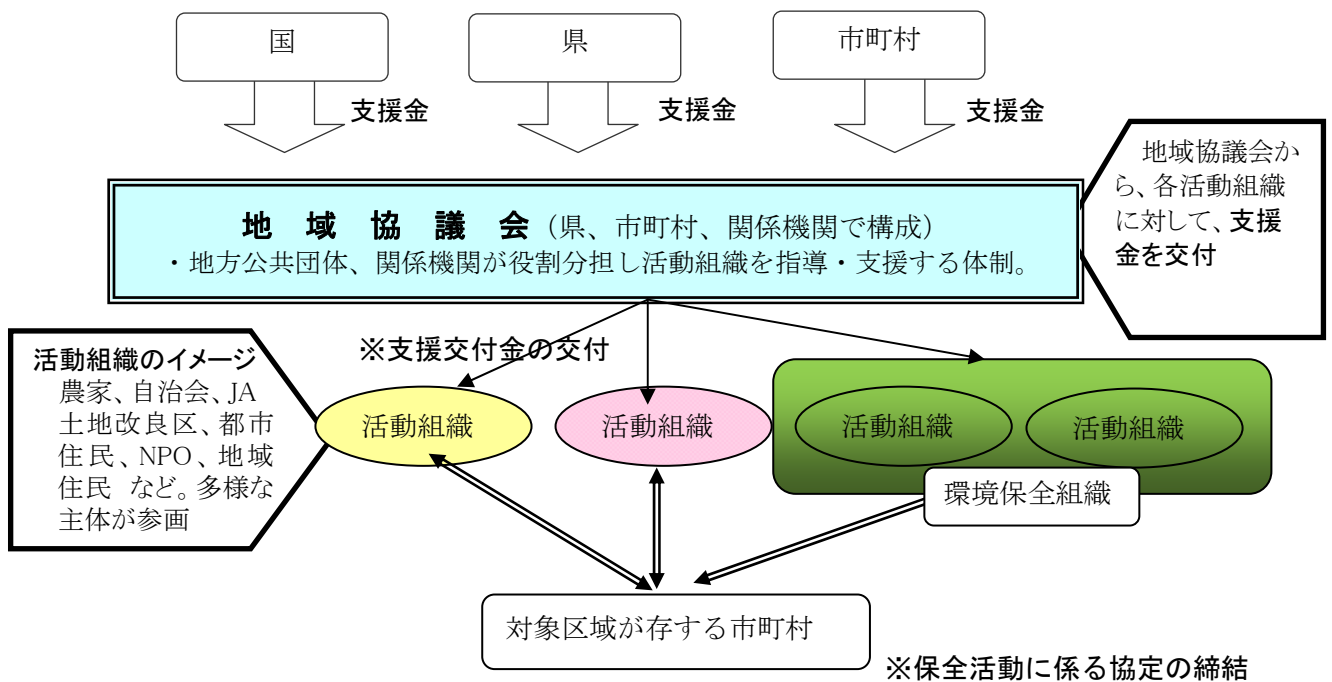 国
県
市町村
支援金
支援金
支援金
地域協議会か
ら、各活動組織
に対して、支援
金を交付
地 域 協 議 会（県、市町村、関係機関で構成）
・地方公共団体、関係機関が役割分担し活動組織を指導・支援する体制。
※支援交付金の交付
活動組織のイメージ
農家、自治会、JA
土地改良区、都市
住民、NPO、地域
住民 など。多様な
主体が参画
活動組織
活動組織
活動組織
活動組織
環境保全組織
対象区域が存する市町村
※保全活動に係る協定の締結